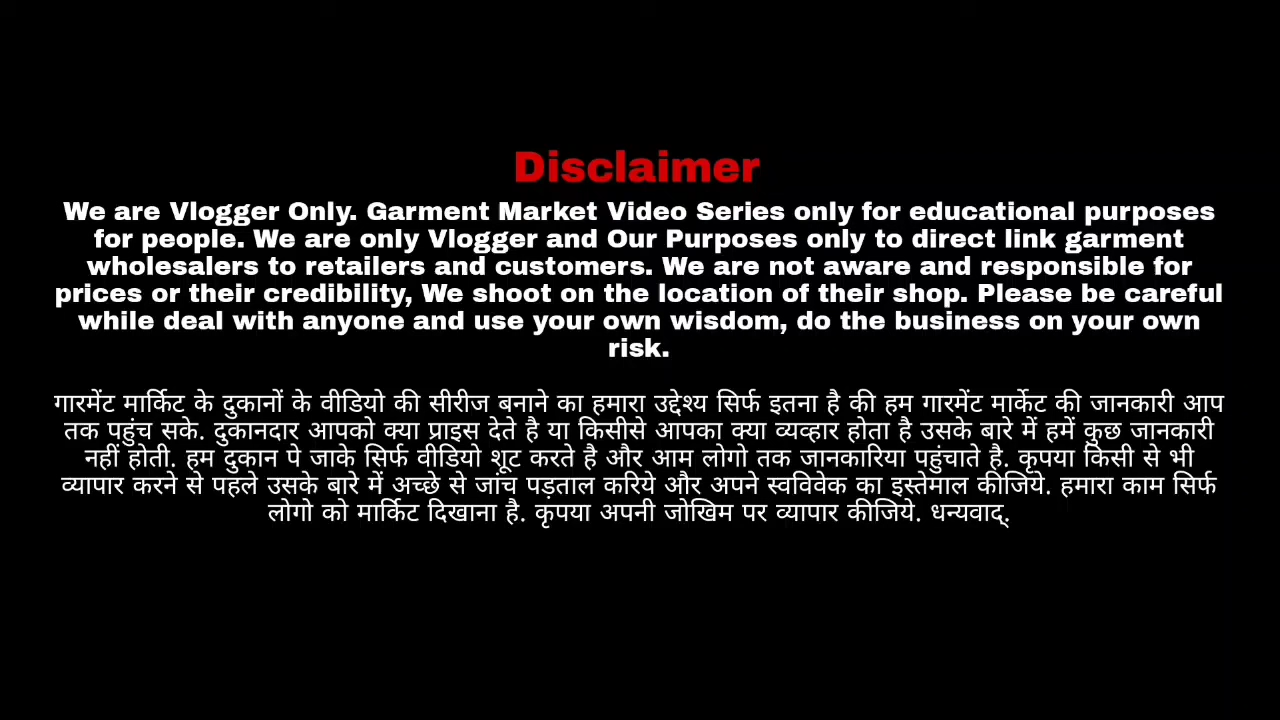 Disclaimer
We are Vlogger Only. Garment Market Video Series only for educational purposes
for people. We are only Vlogger and Our Purposes only to direct link garment
wholesalers to retailers and customers. We are not aware and responsible for
prices or their credibility, We shoot on the location of their shop. Please be careful
while deal with anyone and use your own wisdom, do the business on your own
risk.
गारमेंट मार्किट के दुकानों के वीडियो की सीरीज बनाने का हमारा उद्देश्य सिर्फ इतना है की हम गारमेंट मार्केट की जानकारी आप
तक पहुंच सके. दुकानदार आपको क्या प्राइस देते है या किसीसे आपका क्या व्यव्हार होता है उसके बारे में हमें कुछ जानकारी
नहीं होती. हम दुकान पे जाके सिर्फ वीडियो शूट करते है और आम लोगो तक जानकारिया पहुंचाते है. कृपया किसी से भी
व्यापार करने से पहले उसके बारे में अच्छे से जांच पड़ताल करिये और अपने स्वविवेक का इस्तेमाल कीजिये. हमारा काम सिर्फ
लोगो को मार्किट दिखाना है. कृपया अपनी जोखिम पर व्यापार कीजिये. धन्यवाद्.